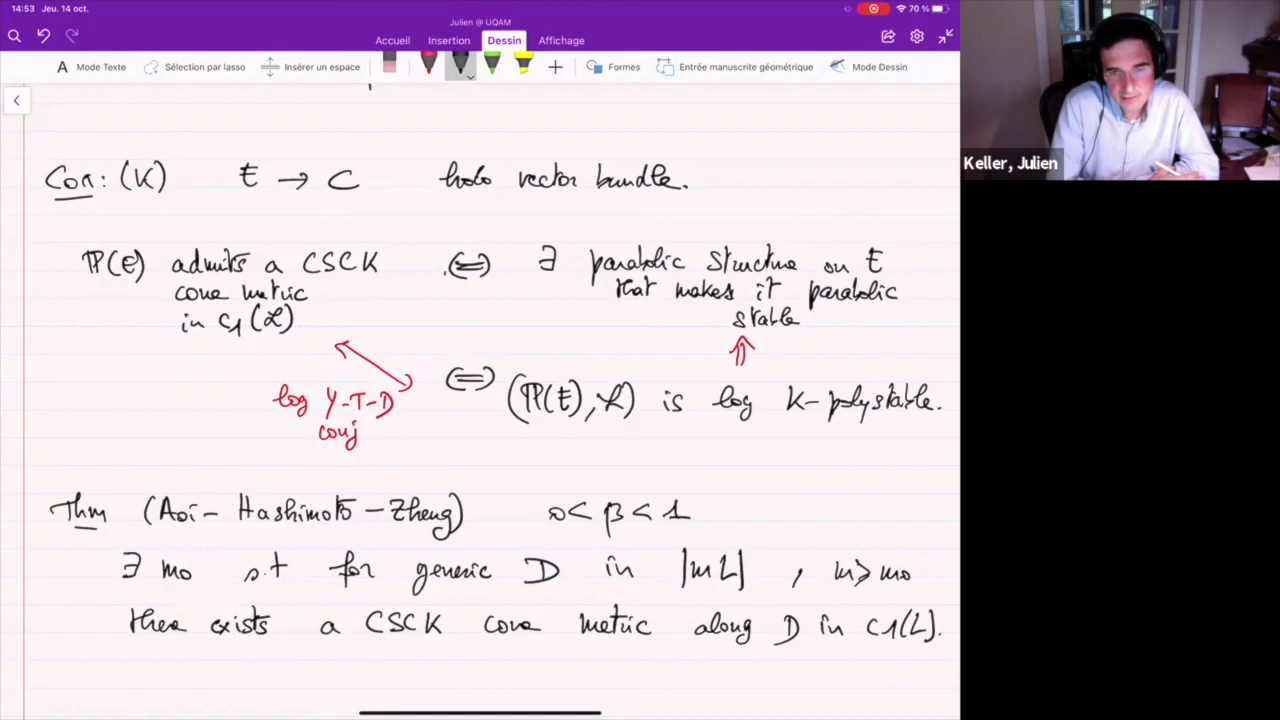 14:53 Jeu. 14 oct.
70 %
Julien @ UQAM
Accueil Insertion Dessin Affichage
A Mode Texte Sélection par lasso Insérer un espace Formes Entrée manuscrite géométrique Mode Dessin
Keller, Julien
Cor: (K) E → C holo vector bundle.
P(E) admits a CSCK ⟺ ∃ parabolic structure on E
cone metric that makes it parabolic
in c1(L) stable
⇑
log Y-T-D ⟺ (P(E), L) is log K-polystable.
conj
Thm (Aoi - Hashimoto - Zheng) 0 < β < 1
∃ mo s.t for generic D in |mL| , m ≥ mo
there exists a CSCK cone metric along D in c1(L).